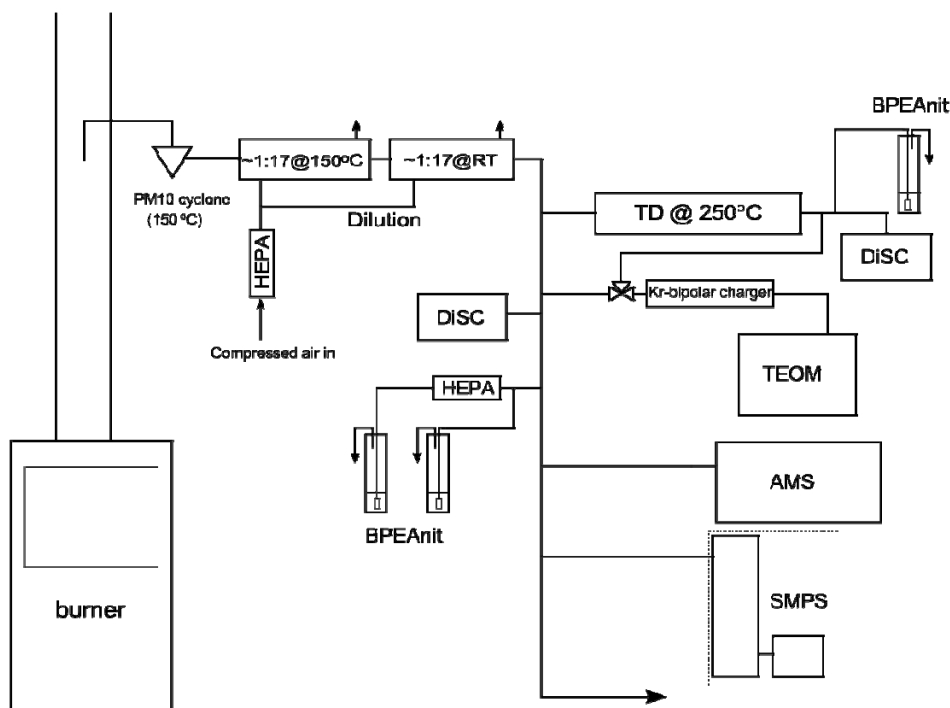 BPEAnit
~1:17@150ºC
~1:17@RT
PM10 cyclone
(150 ºC)
Dilution
HEPA
Compressed air in
TD @ 250°C
DiSC
Kr-bipolar charger
DiSC
TEOM
HEPA
BPEAnit
AMS
SMPS
burner